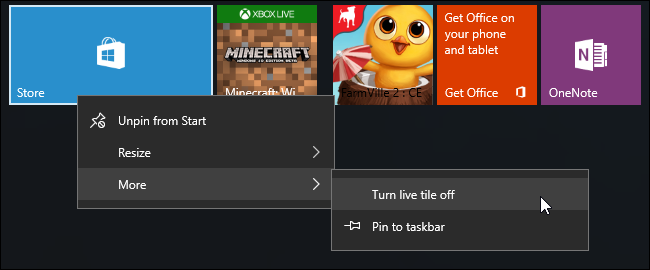 XBOX LIVE
MINECRAFT
WINDOWS 10 EDITION BETA
Get Office on
your phone
and tablet
Store
Minecraft: Wi
FarmVille 2 : CE
Get Office
OneNote
N
Unpin from Start
Resize
More
Turn live tile off
Pin to taskbar